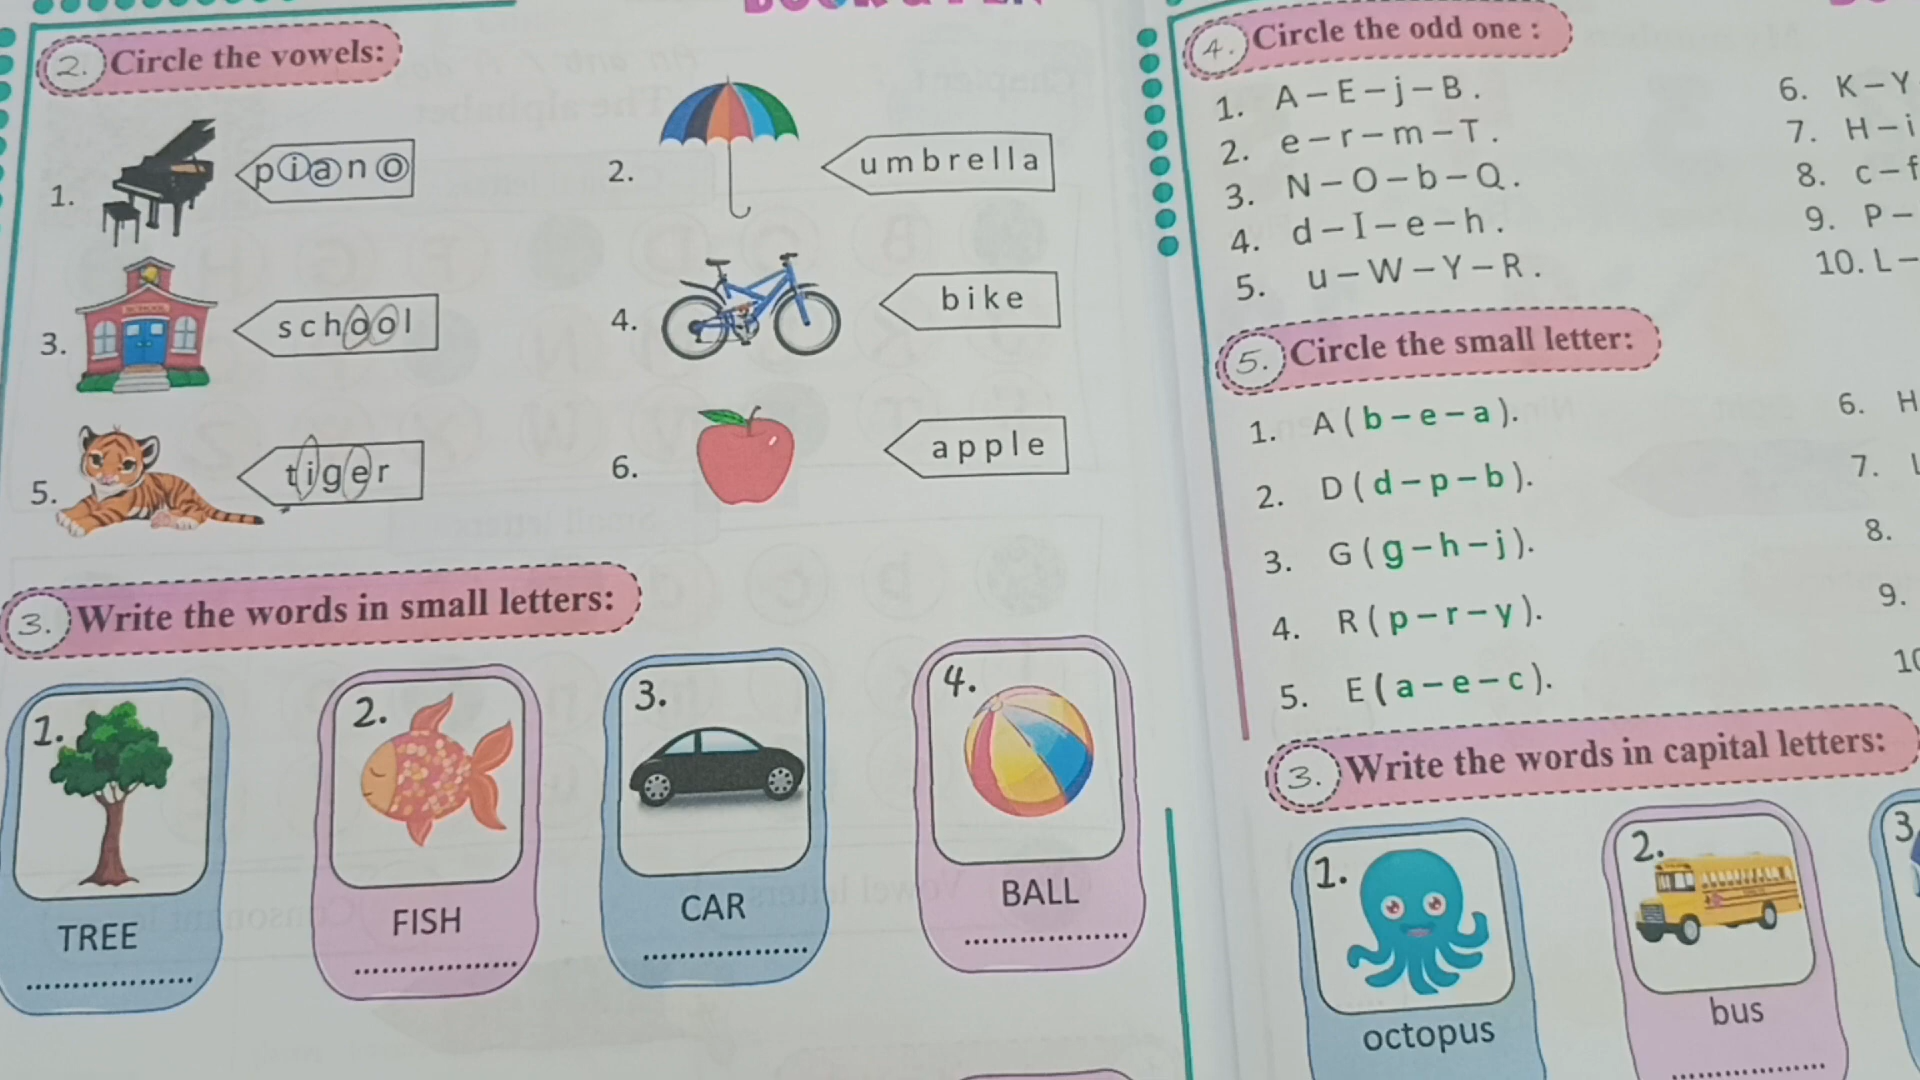 2. Circle the vowels:
1. piano
2. umbrella
3. SCHOOL
school
4. bike
5. tiger
6. apple
3. Write the words in small letters:
1. TREE
2. FISH
3. CAR
4. BALL
4. Circle the odd one :
1. A – E – j – B .
2. e – r – m – T .
3. N – O – b – Q .
4. d – I – e – h .
5. u – W – Y – R .
6. K – Y
7. H – i
8. c – f
9. P –
10. L –
5. Circle the small letter:
1. A ( b – e – a ).
2. D ( d – p – b ).
3. G ( g – h – j ).
4. R ( p – r – y ).
5. E ( a – e – c ).
6. H
7.
8.
9.
3. Write the words in capital letters:
1. octopus
2. bus
3